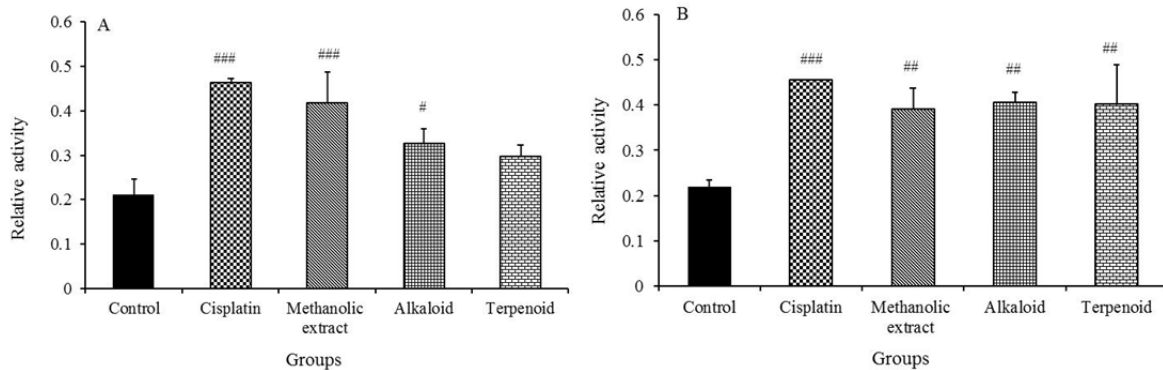 A
0.6
0.5
0.4
0.3
0.2
0.1
0
Relative activity
###
###
#
Control
Cisplatin
Methanolic
extract
Alkaloid
Terpenoid
Groups
B
0.6
0.5
0.4
0.3
0.2
0.1
0
Relative activity
###
##
##
##
Control
Cisplatin
Methanolic
extract
Alkaloid
Terpenoid
Groups